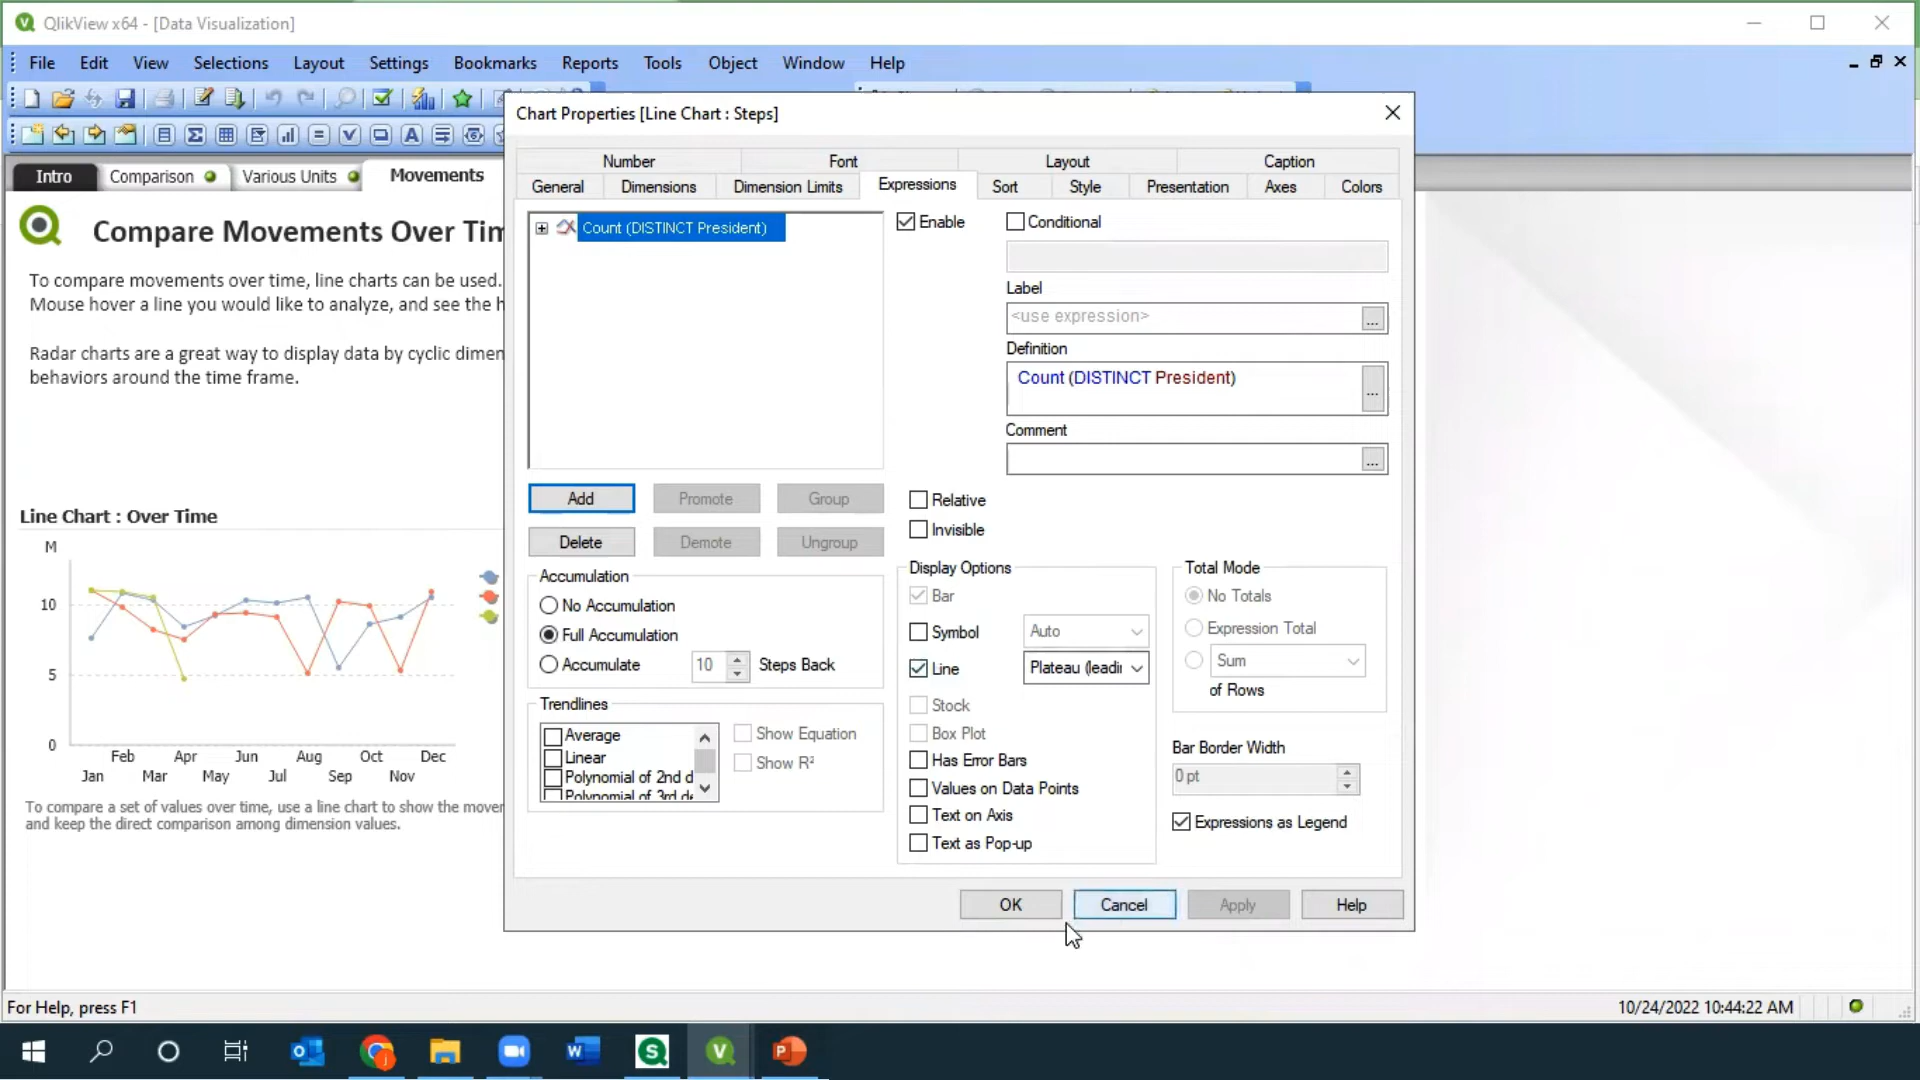 QlikView x64 - [Data Visualization]
File Edit View Selections Layout Settings Bookmarks Reports Tools Object Window Help
Intro Comparison Various Units Movements
Compare Movements Over Tim
To compare movements over time, line charts can be used.
Mouse hover a line you would like to analyze, and see the h
Radar charts are a great way to display data by cyclic dimen
behaviors around the time frame.
Line Chart : Over Time
M
10
5
0
Feb Apr Jun Aug Oct Dec
Jan Mar May Jul Sep Nov
To compare a set of values over time, use a line chart to show the mover
and keep the direct comparison among dimension values.
Chart Properties [Line Chart : Steps]
Number Font Layout Caption
General Dimensions Dimension Limits Expressions Sort Style Presentation Axes Colors
Count (DISTINCT President)
Enable
Conditional
Label
<use expression>
...
Definition
Count (DISTINCT President)
...
Comment
...
Add Promote Group
Delete Demote Ungroup
Relative
Invisible
Accumulation
No Accumulation
Full Accumulation
Accumulate 10 Steps Back
Trendlines
Average
Linear
Polynomial of 2nd d
Polynomial of 3rd de
Show Equation
Show R²
Display Options
Bar
Symbol Auto
Line Plateau (leadir
Stock
Box Plot
Has Error Bars
Values on Data Points
Text on Axis
Text as Pop-up
Total Mode
No Totals
Expression Total
Sum
of Rows
Bar Border Width
0 pt
Expressions as Legend
OK Cancel Apply Help
For Help, press F1
10/24/2022 10:44:22 AM